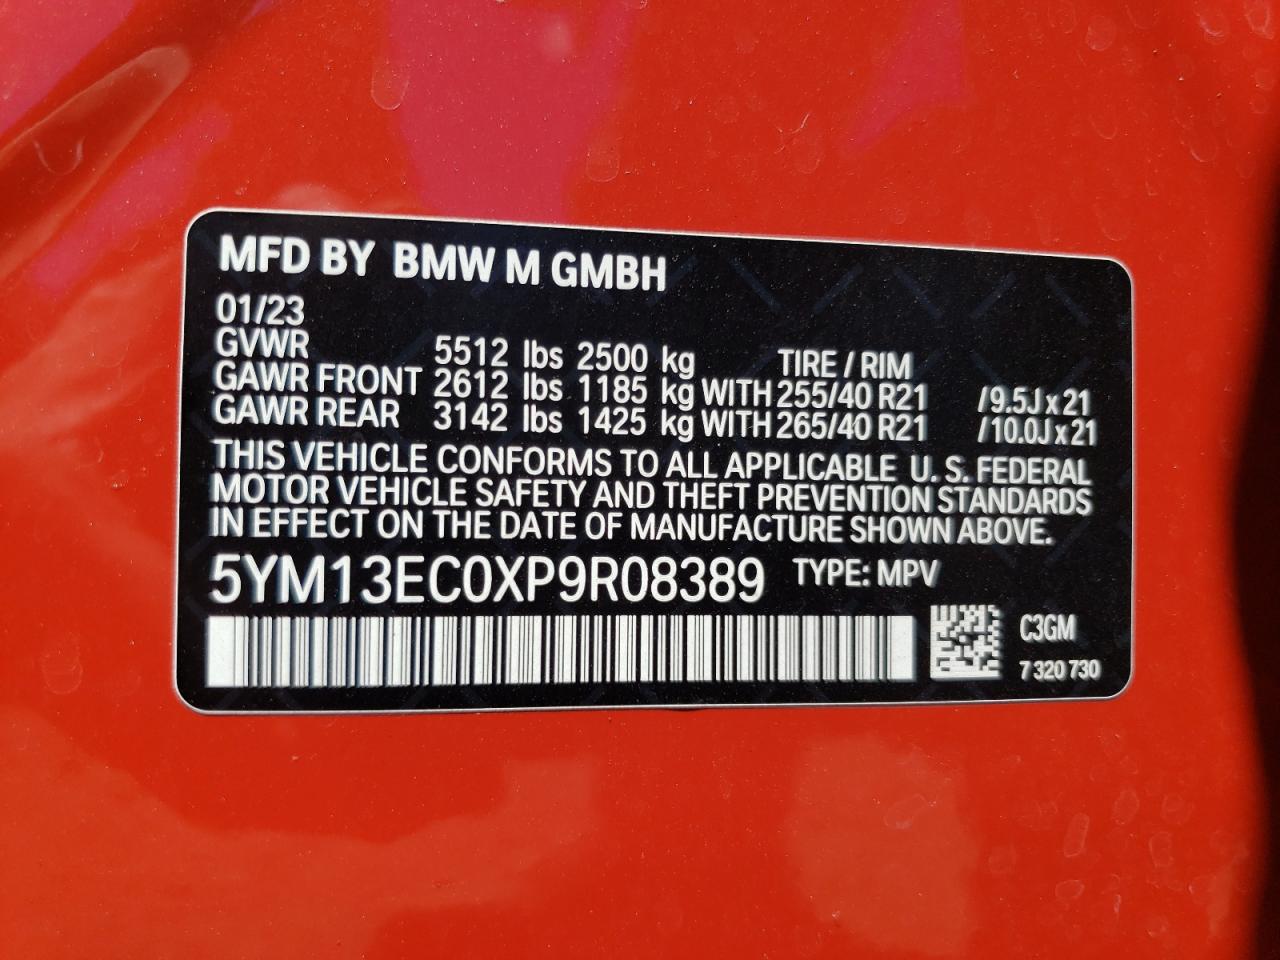 MFD BY BMW M GMBH
01/23
GVWR 5512 lbs 2500 kg TIRE / RIM
GAWR FRONT 2612 lbs 1185 kg WITH 255/40 R21 / 9.5J x 21
GAWR REAR 3142 lbs 1425 kg WITH 265/40 R21 / 10.0J x 21
THIS VEHICLE CONFORMS TO ALL APPLICABLE U. S. FEDERAL
MOTOR VEHICLE SAFETY AND THEFT PREVENTION STANDARDS
IN EFFECT ON THE DATE OF MANUFACTURE SHOWN ABOVE.
5YM13EC0XP9R08389 TYPE: MPV
C3GM
7 320 730